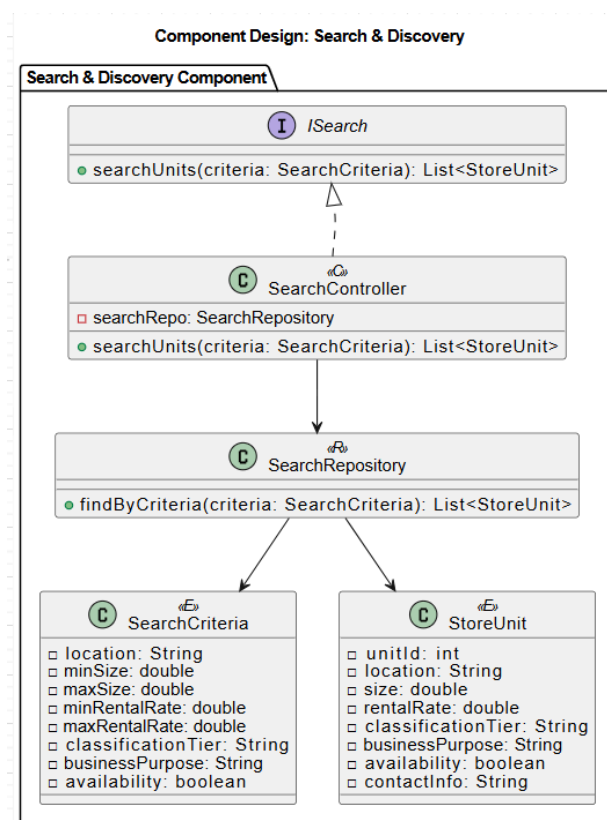 Component Design: Search & Discovery
Search & Discovery Component
I ISearch
searchUnits(criteria: SearchCriteria): List<StoreUnit>
«C»
C SearchController
searchRepo: SearchRepository
searchUnits(criteria: SearchCriteria): List<StoreUnit>
«R»
C SearchRepository
findByCriteria(criteria: SearchCriteria): List<StoreUnit>
«E»
C SearchCriteria
location: String
minSize: double
maxSize: double
minRentalRate: double
maxRentalRate: double
classificationTier: String
businessPurpose: String
availability: boolean
«E»
C StoreUnit
unitId: int
location: String
size: double
rentalRate: double
classificationTier: String
businessPurpose: String
availability: boolean
contactInfo: String